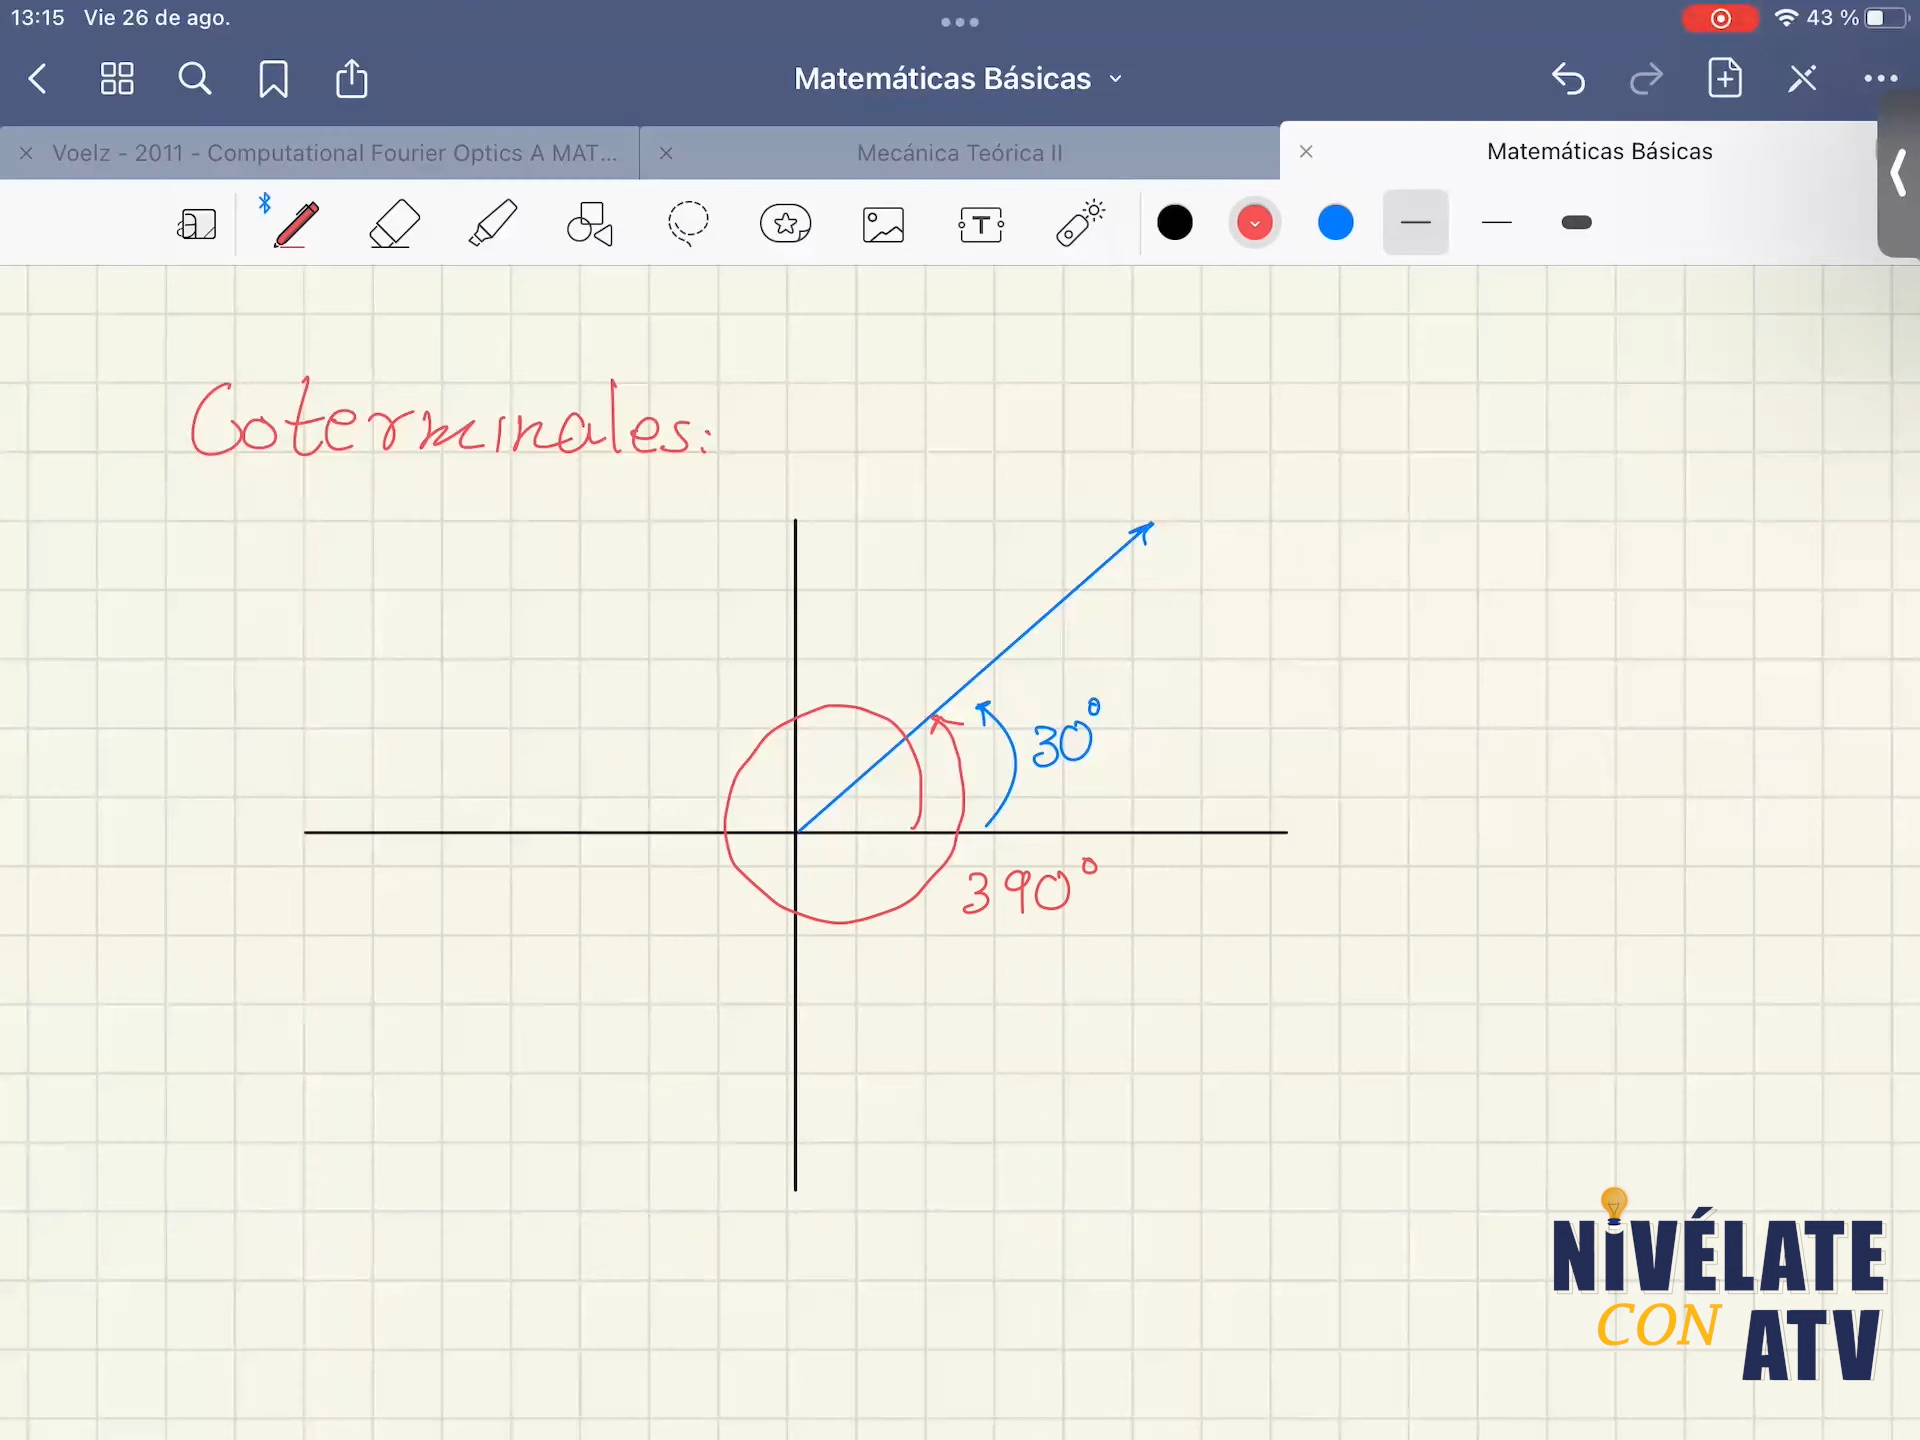 13:15 Vie 26 de ago.
43 %
Matemáticas Básicas
Voelz - 2011 - Computational Fourier Optics A MAT...
Mecánica Teórica II
Matemáticas Básicas
Coterminales:
30°
390°
NIVÉLATE
CON
ATV